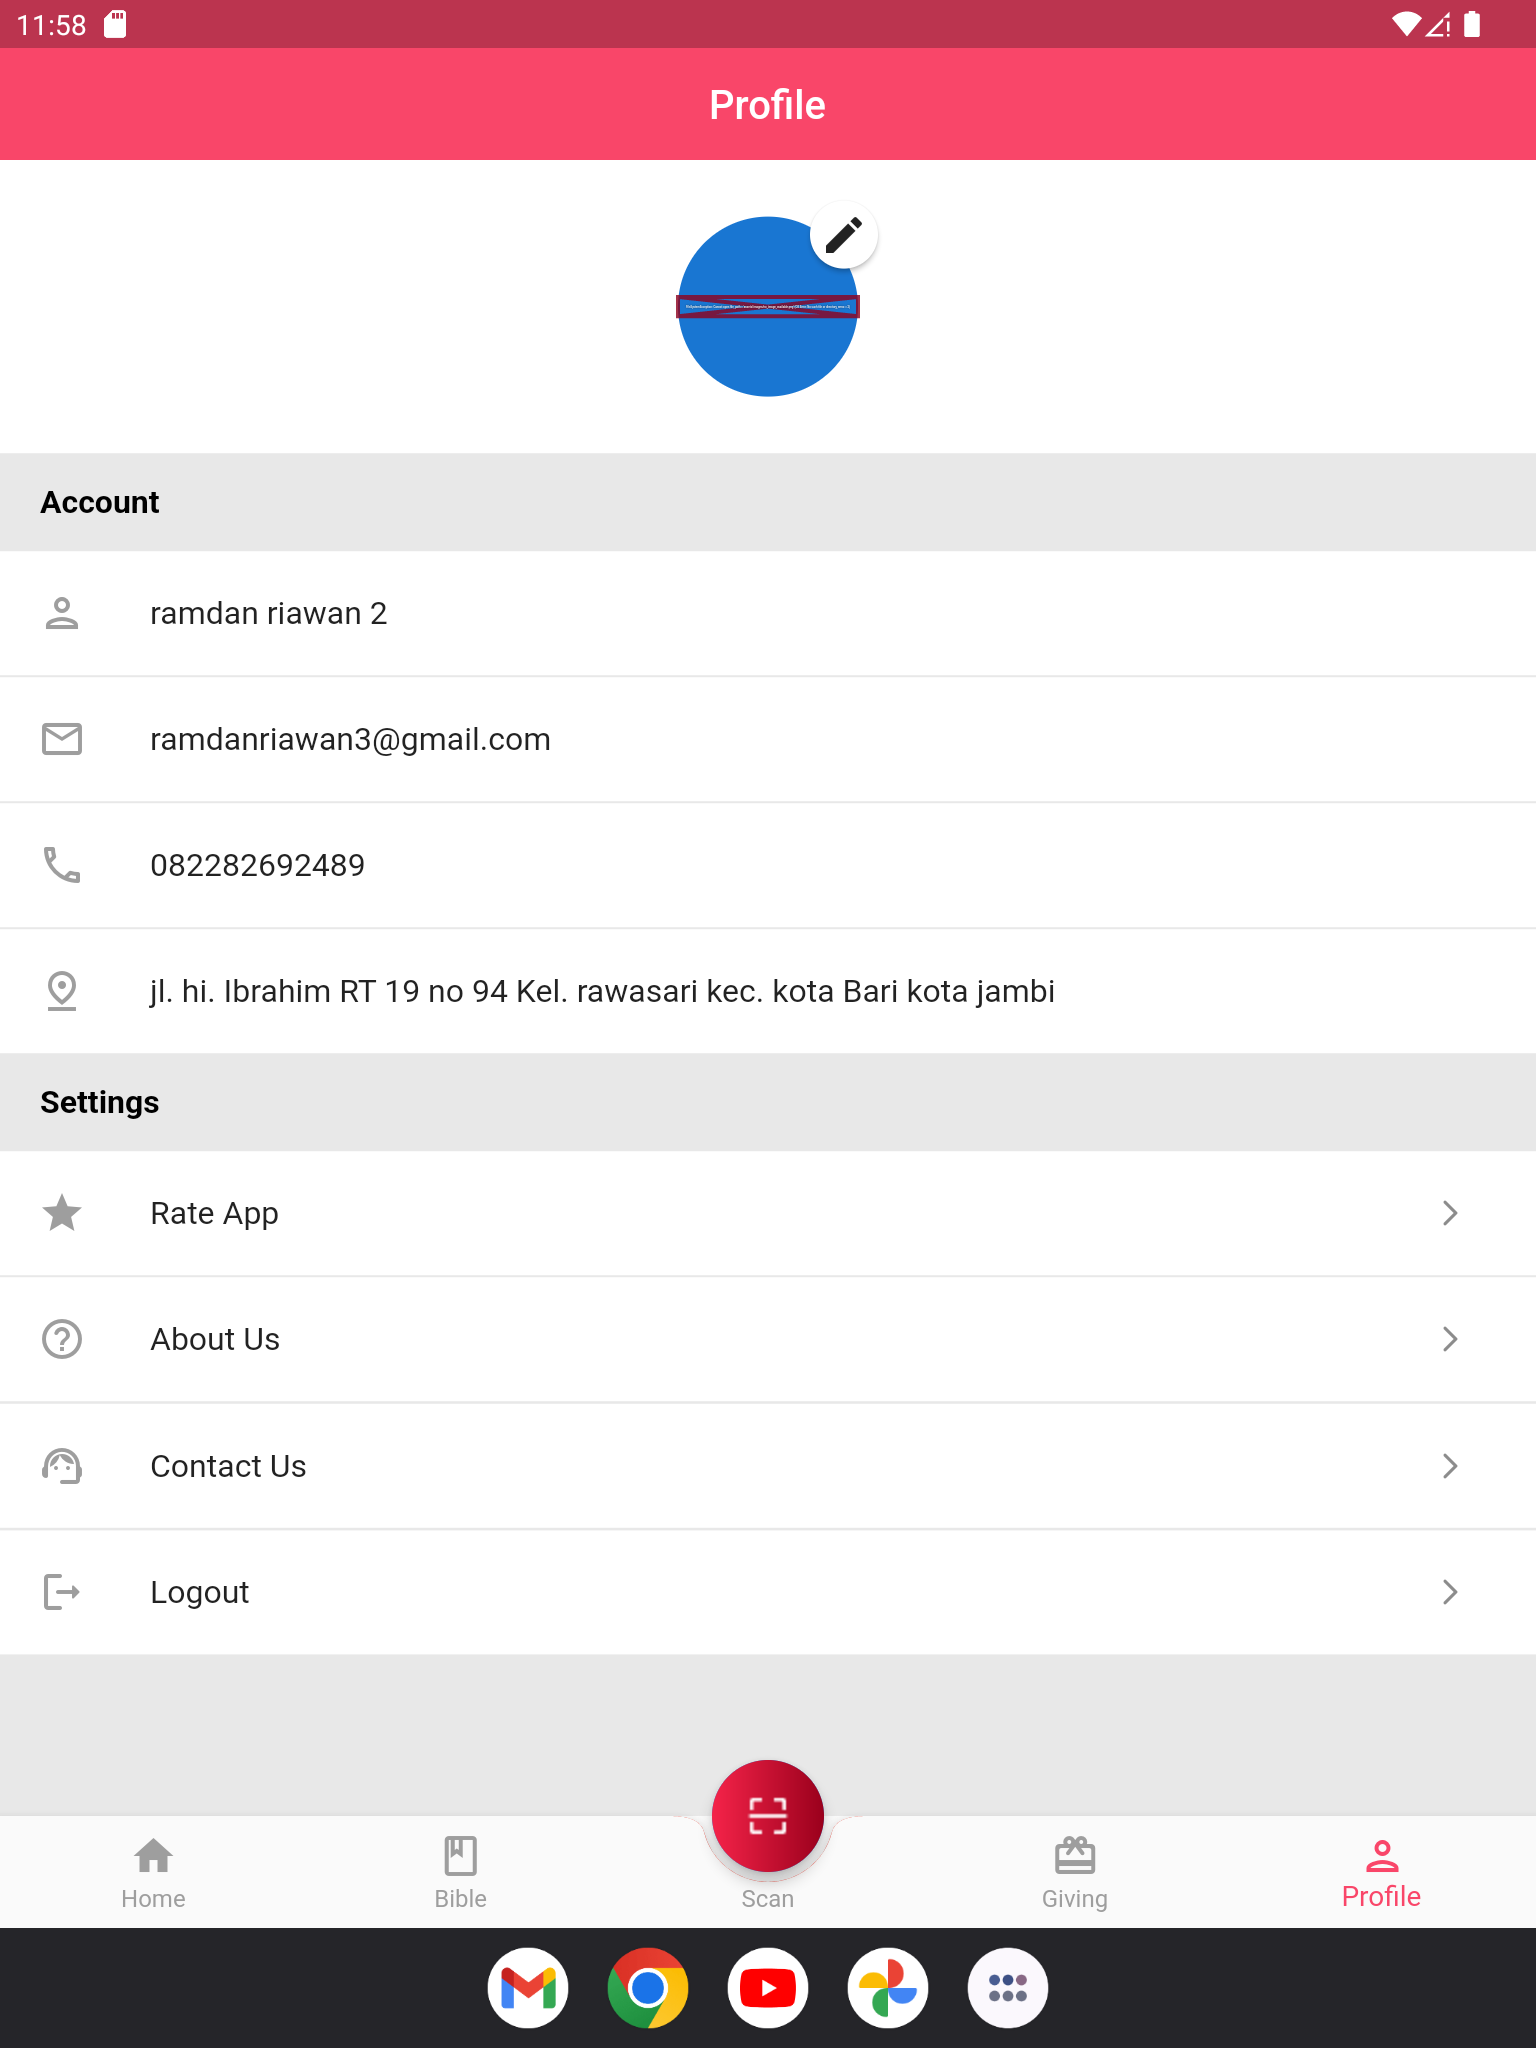 11:58
Profile
Account
ramdan riawan 2
ramdanriawan3@gmail.com
082282692489
jl. hi. Ibrahim RT 19 no 94 Kel. rawasari kec. kota Bari kota jambi
Settings
Rate App
About Us
Contact Us
Logout
Home
Bible
Scan
Giving
Profile